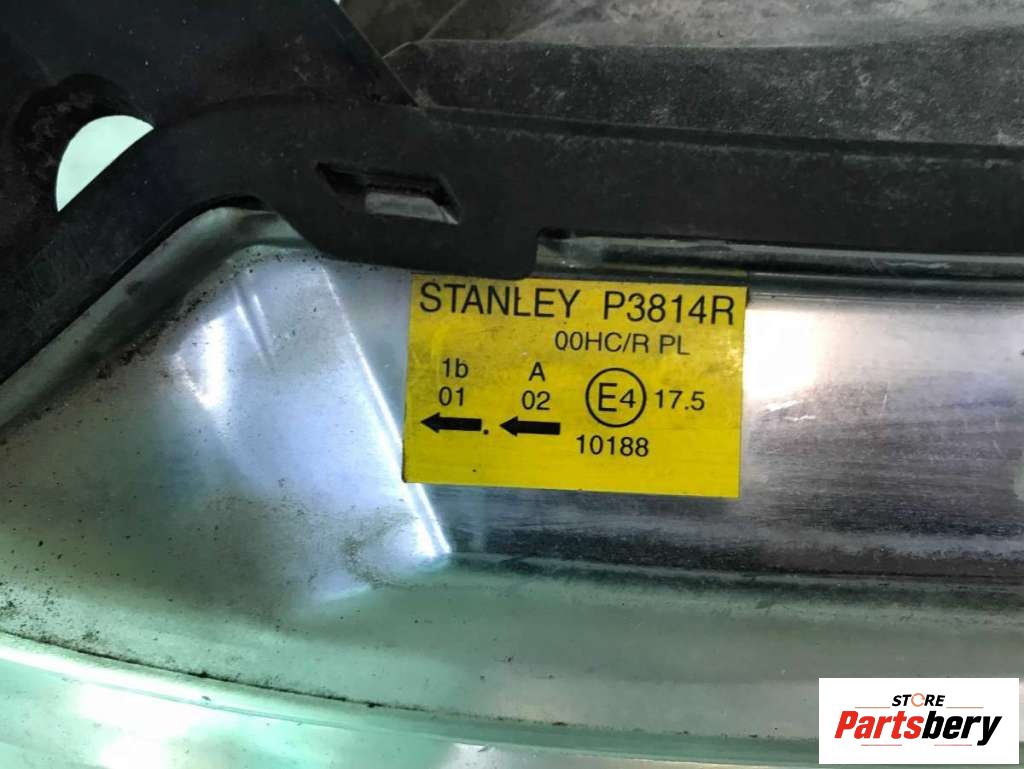 STANLEY P3814R
00HC/R PL
1b A
01 02 E4 17.5
10188
STORE
Partsbery